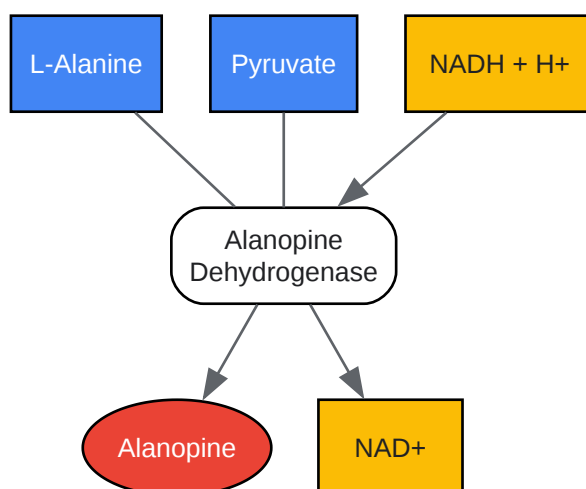 L-Alanine
Pyruvate
NADH + H+
Alanopine
Dehydrogenase
Alanopine
NAD+